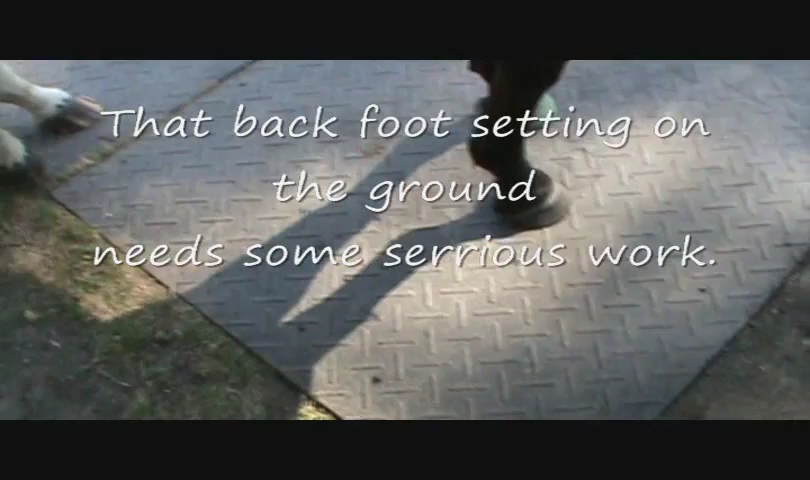 That back foot setting on
the ground
needs some serrious work.